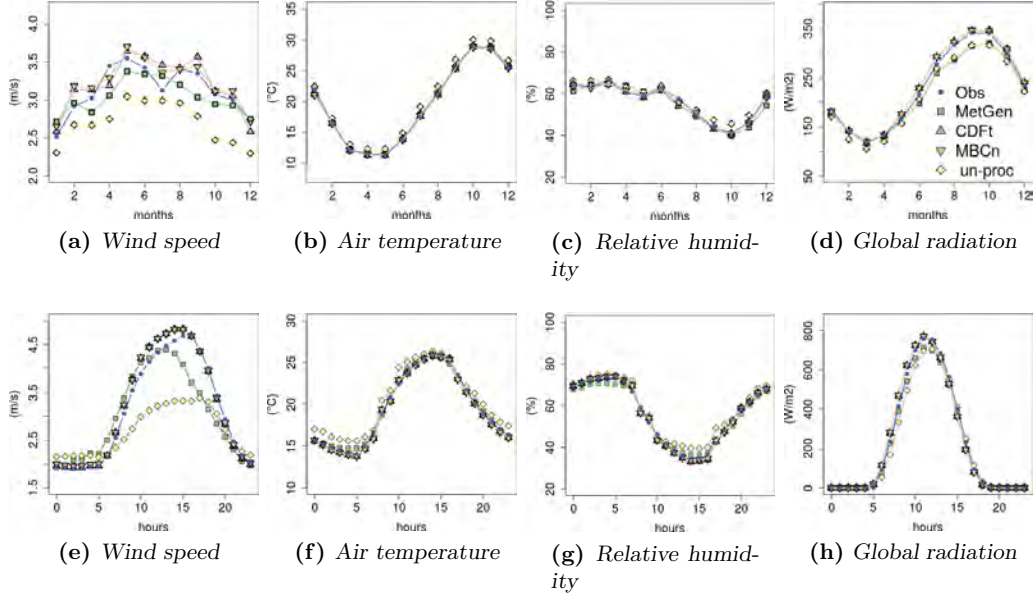 4.0
3.5
3.0
2.5
2.0
(m/s)
2 4 6 8 10 12
months
35
30
25
20
15
10
(°C)
2 4 6 8 10 12
months
100
80
60
40
20
(%)
2 4 6 8 10 12
months
350
250
150
50
(W/m2)
2 4 6 8 10 12
months
Obs
MetGen
CDFt
MBCn
un-proc
(a) Wind speed
(b) Air temperature
(c) Relative humid-
ity
(d) Global radiation
4.5
3.5
2.5
1.5
(m/s)
0 5 10 15 20
hours
30
25
20
15
10
(°C)
0 5 10 15 20
hours
100
80
60
40
20
(%)
0 5 10 15 20
hours
800
600
400
200
0
(W/m2)
0 5 10 15 20
hours
(e) Wind speed
(f) Air temperature
(g) Relative humid-
ity
(h) Global radiation